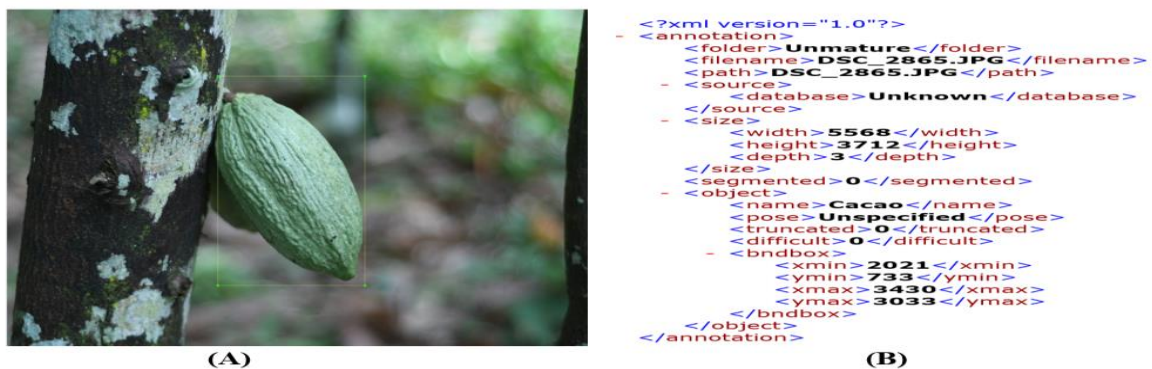 <?xml version="1.0"?>
- <annotation>
<folder>Unmature</folder>
<filename>DSC_2865.JPG</filename>
<path>DSC_2865.JPG</path>
- <source>
<database>Unknown</database>
</source>
- <size>
<width>5568</width>
<height>3712</height>
<depth>3</depth>
</size>
<segmented>0</segmented>
- <object>
<name>Cacao</name>
<pose>Unspecified</pose>
<truncated>0</truncated>
<difficult>0</difficult>
- <bndbox>
<xmin>2021</xmin>
<ymin>733</ymin>
<xmax>3430</xmax>
<ymax>3033</ymax>
</bndbox>
</object>
</annotation>
(A)
(B)